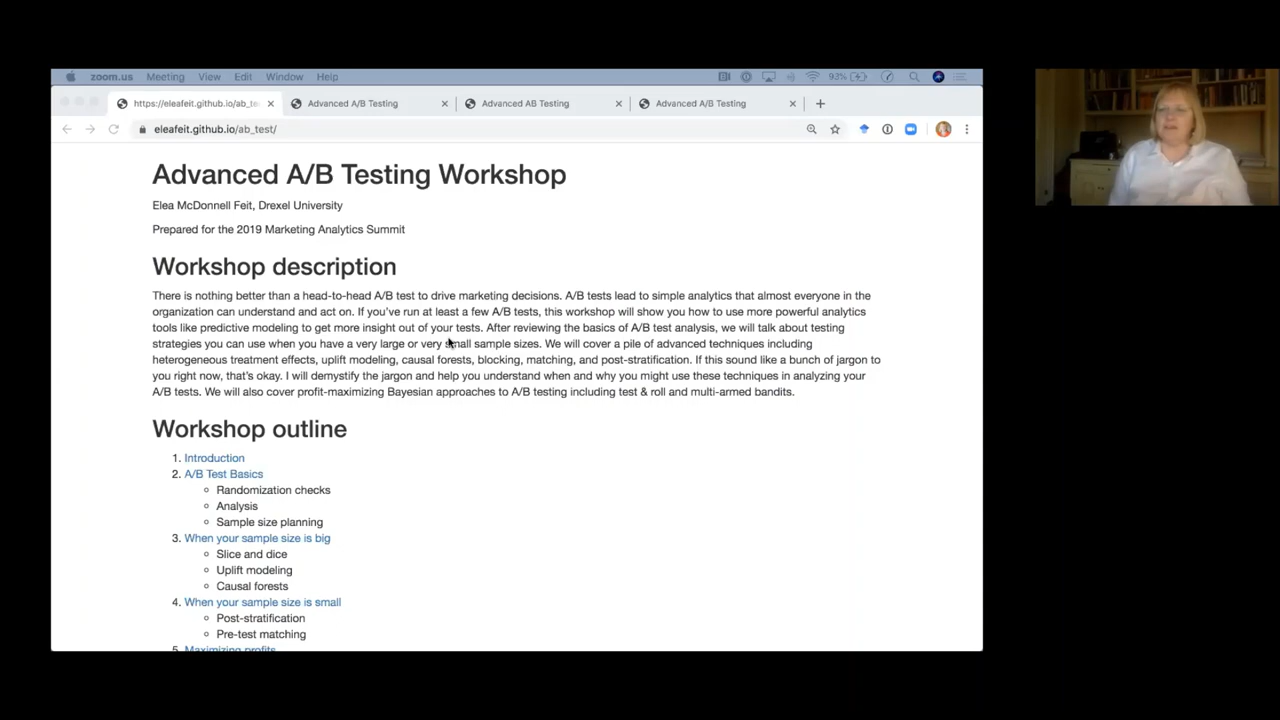 zoom.us Meeting View Edit Window Help 93%
https://eleafeit.github.io/ab_te Advanced A/B Testing Advanced AB Testing Advanced A/B Testing
eleafeit.github.io/ab_test/
Advanced A/B Testing Workshop
Elea McDonnell Feit, Drexel University
Prepared for the 2019 Marketing Analytics Summit
Workshop description
There is nothing better than a head-to-head A/B test to drive marketing decisions. A/B tests lead to simple analytics that almost everyone in the
organization can understand and act on. If you've run at least a few A/B tests, this workshop will show you how to use more powerful analytics
tools like predictive modeling to get more insight out of your tests. After reviewing the basics of A/B test analysis, we will talk about testing
strategies you can use when you have a very large or very small sample sizes. We will cover a pile of advanced techniques including
heterogeneous treatment effects, uplift modeling, causal forests, blocking, matching, and post-stratification. If this sound like a bunch of jargon to
you right now, that's okay. I will demystify the jargon and help you understand when and why you might use these techniques in analyzing your
A/B tests. We will also cover profit-maximizing Bayesian approaches to A/B testing including test & roll and multi-armed bandits.
Workshop outline
1. Introduction
2. A/B Test Basics
Randomization checks
Analysis
Sample size planning
3. When your sample size is big
Slice and dice
Uplift modeling
Causal forests
4. When your sample size is small
Post-stratification
Pre-test matching
5. Maximizing profits